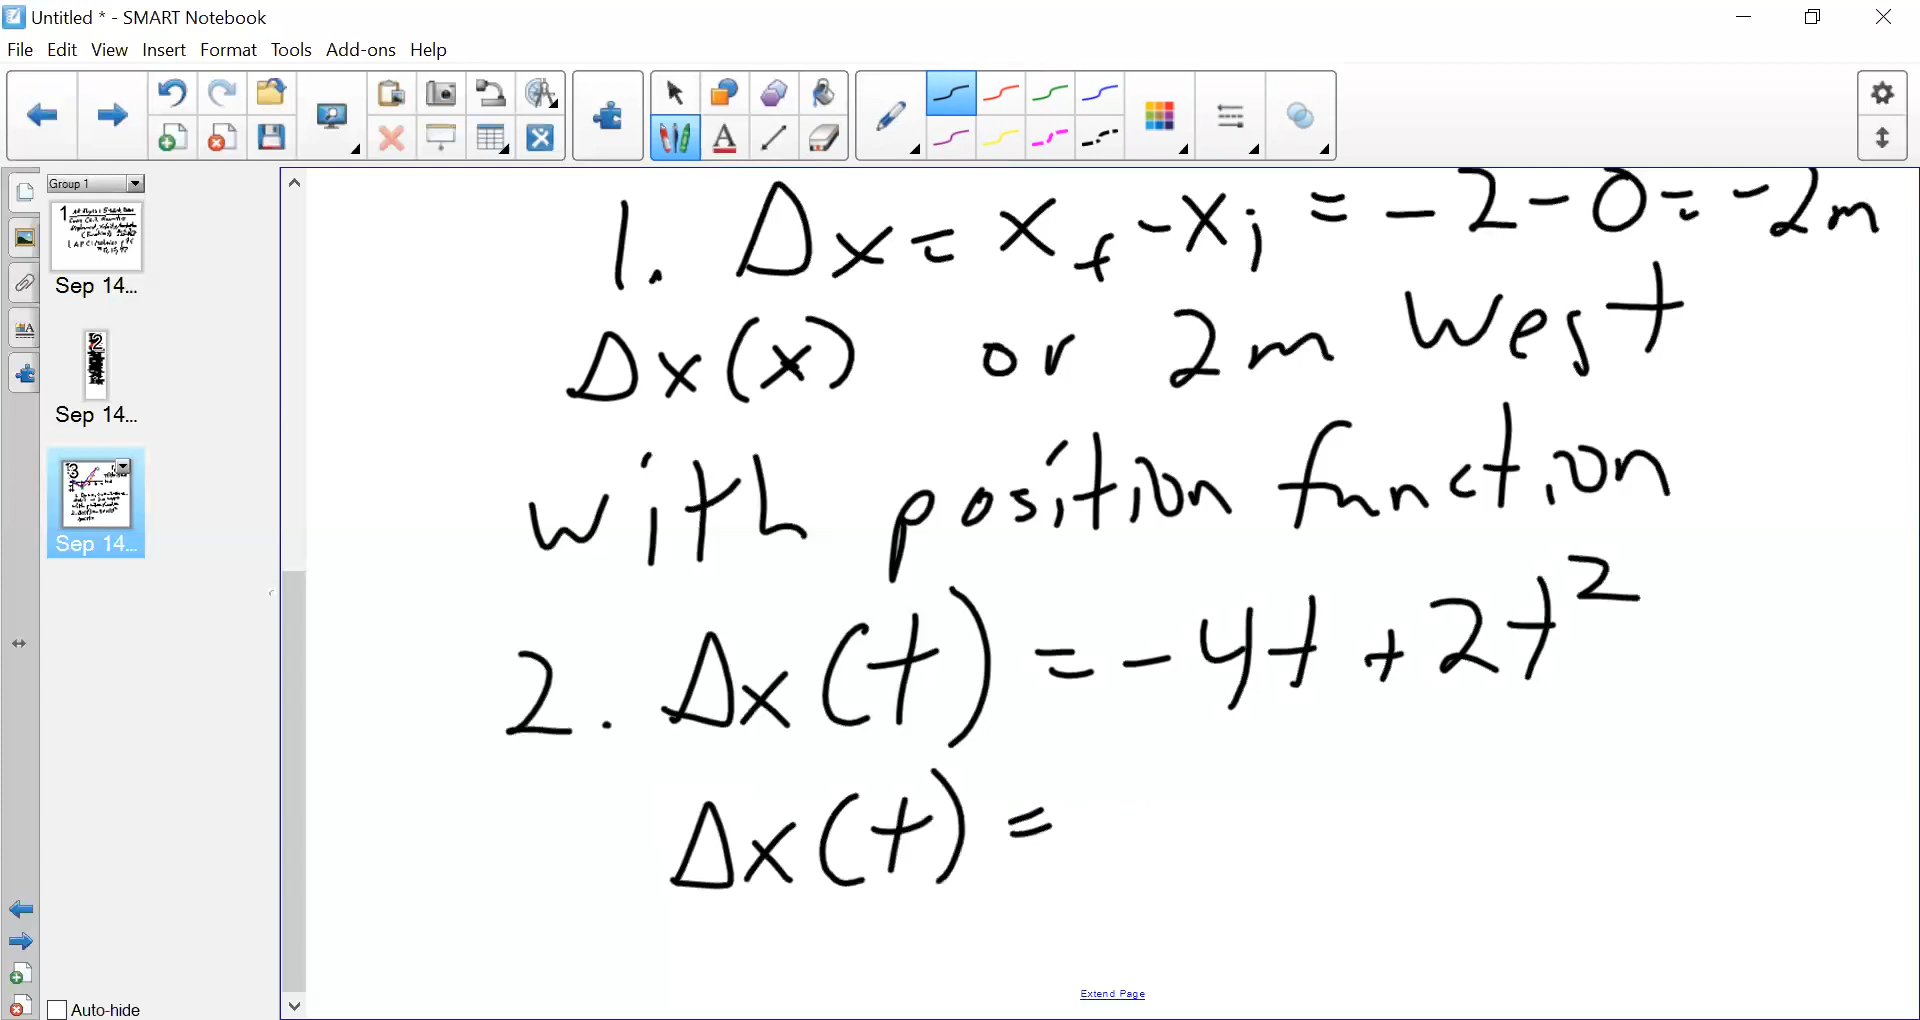 Untitled * - SMART Notebook
File Edit View Insert Format Tools Add-ons Help
Group 1
Sep 14...
Sep 14...
Sep 14...
Auto-hide
1. Δx = x_f - x_i = - 2 - 0 = - 2 m
Δx (x) or 2 m west
with position function
2. Δx (t) = - 4t + 2t²
Δx (t) =
Extend Page